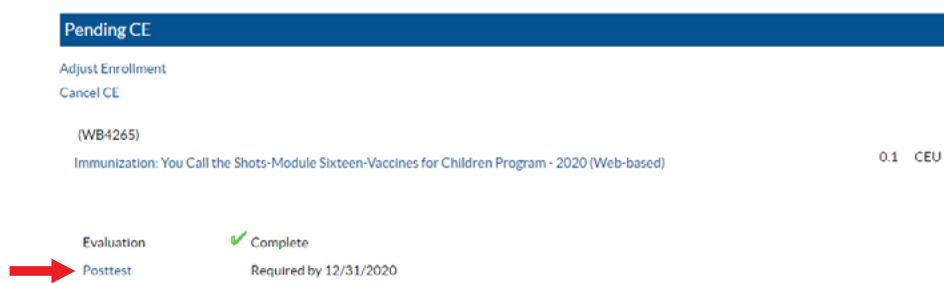 Pending CE
Adjust Enrollment
Cancel CE
(WB4265)
Immunization: You Call the Shots-Module Sixteen-Vaccines for Children Program - 2020 (Web-based) 0.1 CEU
Evaluation Complete
Posttest Required by 12/31/2020